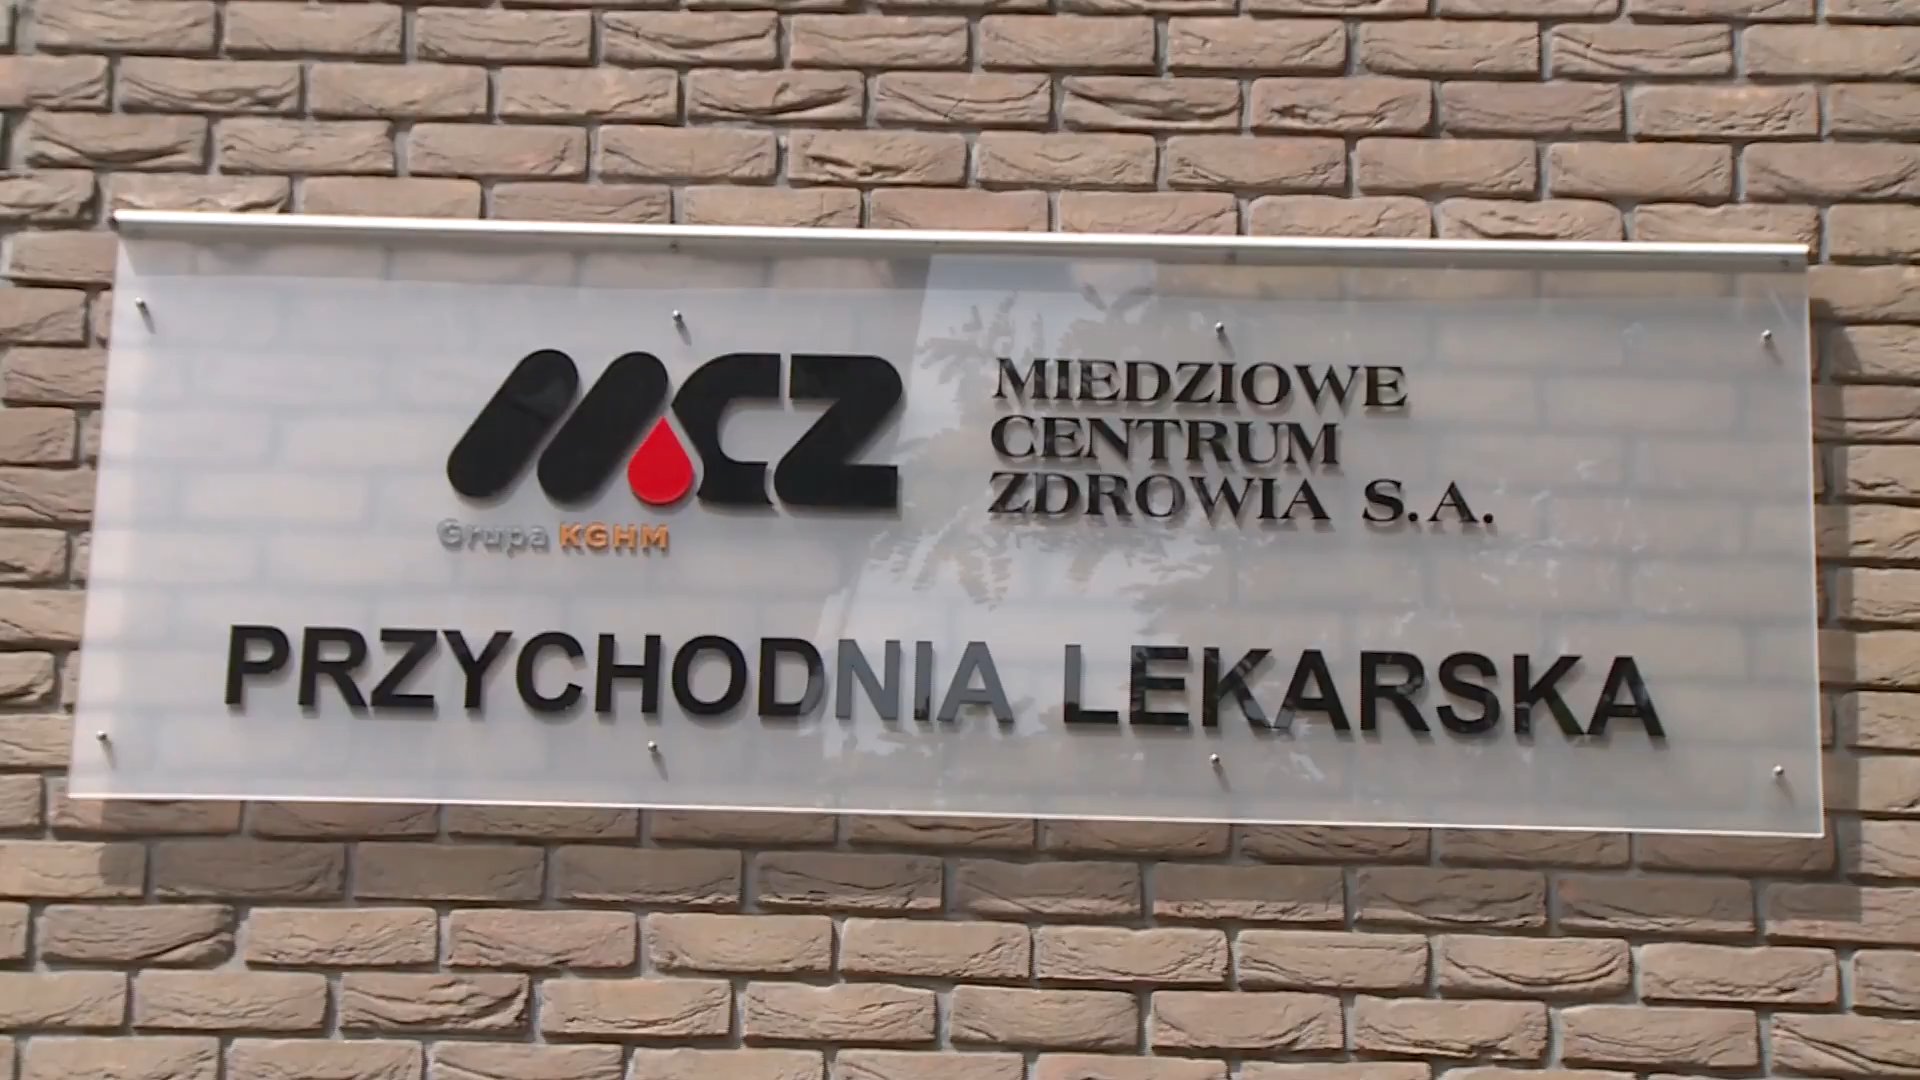 MCZ
Grupa KGHM
MIEDZIOWE
CENTRUM
ZDROWIA S.A.
PRZYCHODNIA LEKARSKA